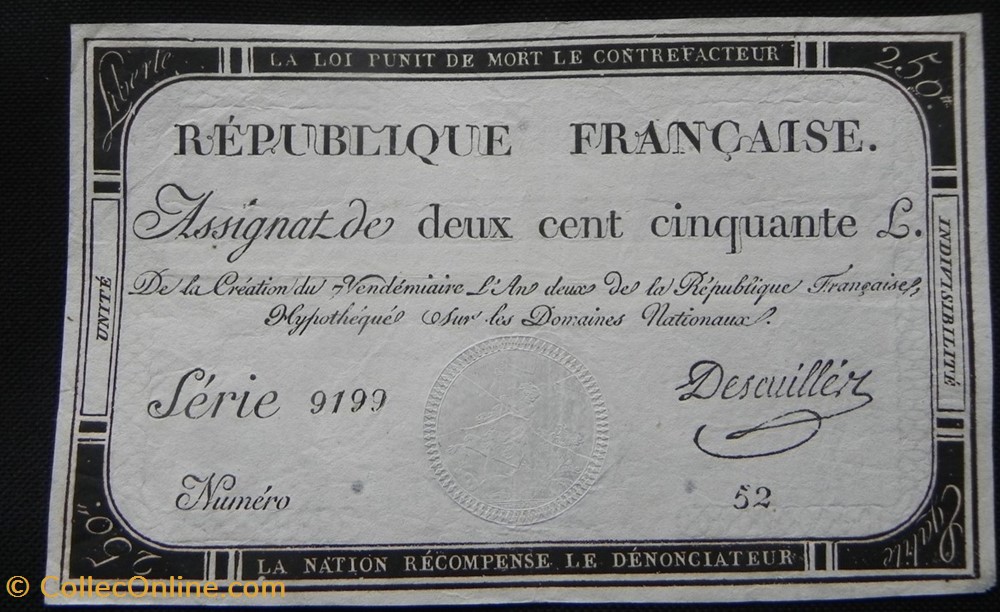 LA LOI PUNIT DE MORT LE CONTREFACTEUR
Liberté
250.tt
RÉPUBLIQUE FRANÇAISE.
Assignat de deux cent cinquante L.
De la Création du 7 Vendémiaire L'An deux de la République Française,
Hypothéqué sur les Domaines Nationaux.
UNITÉ
INDIVISIBILITÉ
Série 9199
Numéro 52
250.tt
Egalité
LA NATION RÉCOMPENSE LE DÉNONCIATEUR
© CollecOnline.com